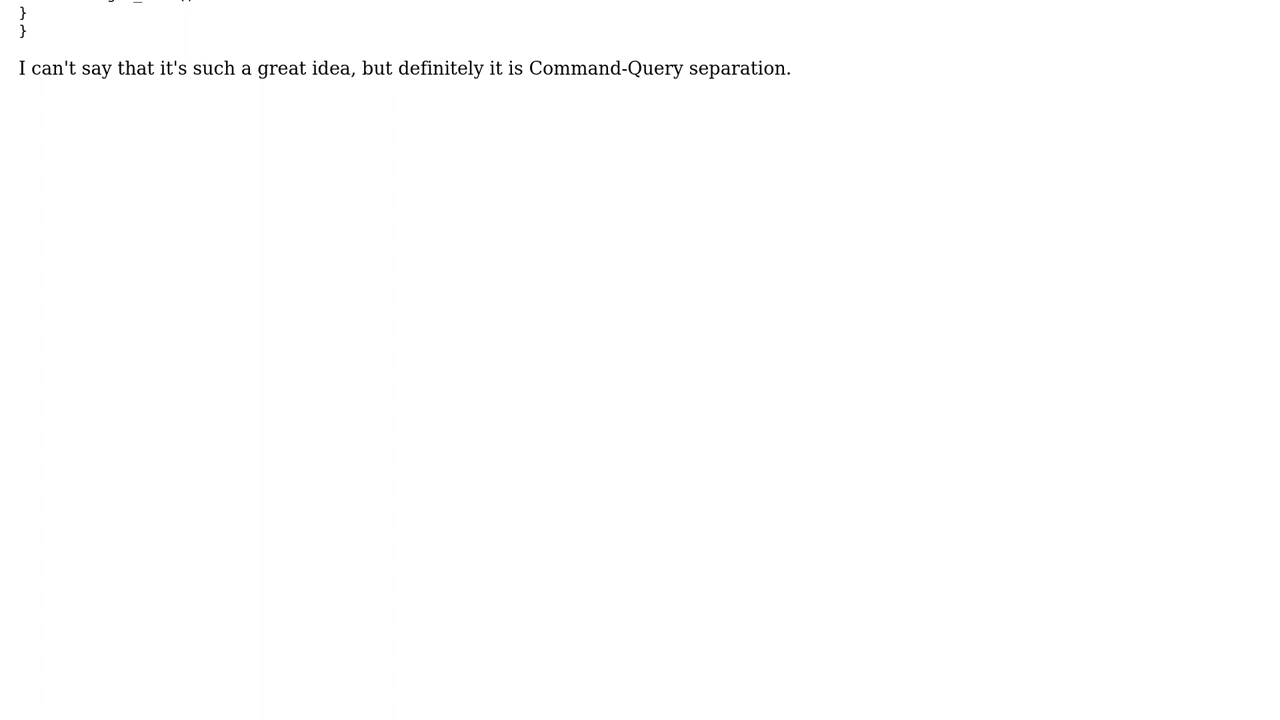 }
}
I can't say that it's such a great idea, but definitely it is Command-Query separation.